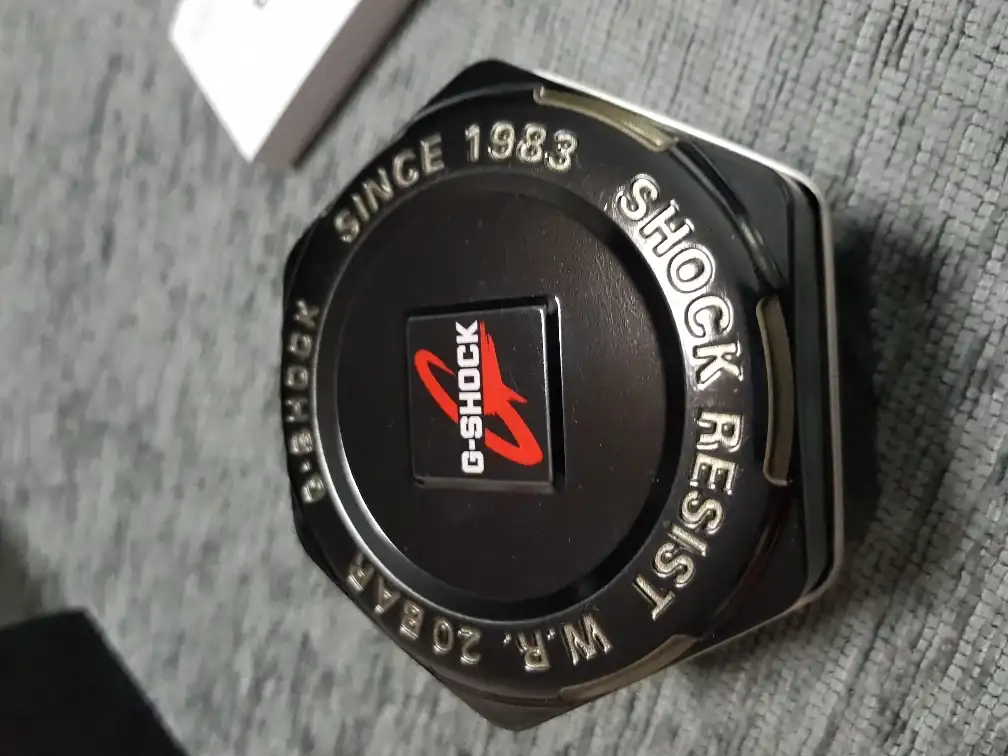 G-SHOCK
G-SHOCK
SINCE 1983
SHOCK RESIST
W.R. 20BAR